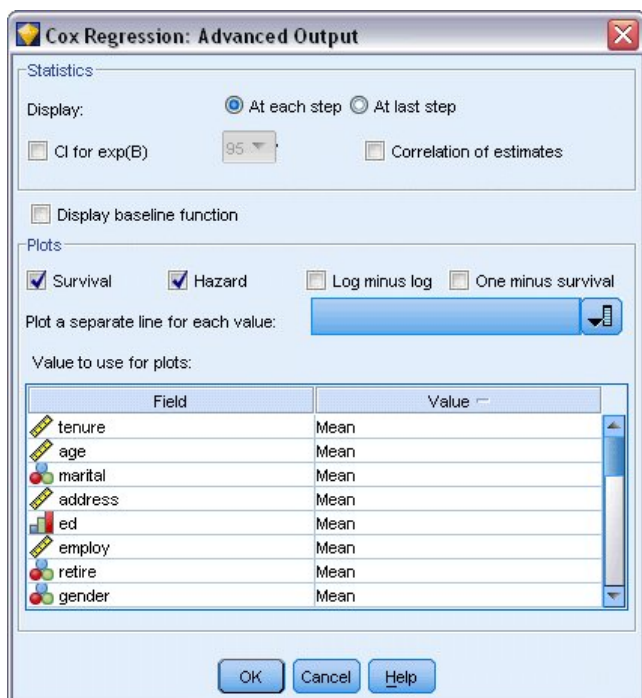 Cox Regression: Advanced Output
Statistics
Display: At each step At last step
CI for exp(B) 95 Correlation of estimates
Display baseline function
Plots
Survival Hazard Log minus log One minus survival
Plot a separate line for each value:
Value to use for plots:
Field Value
tenure Mean
age Mean
marital Mean
address Mean
ed Mean
employ Mean
retire Mean
gender Mean
OK Cancel Help